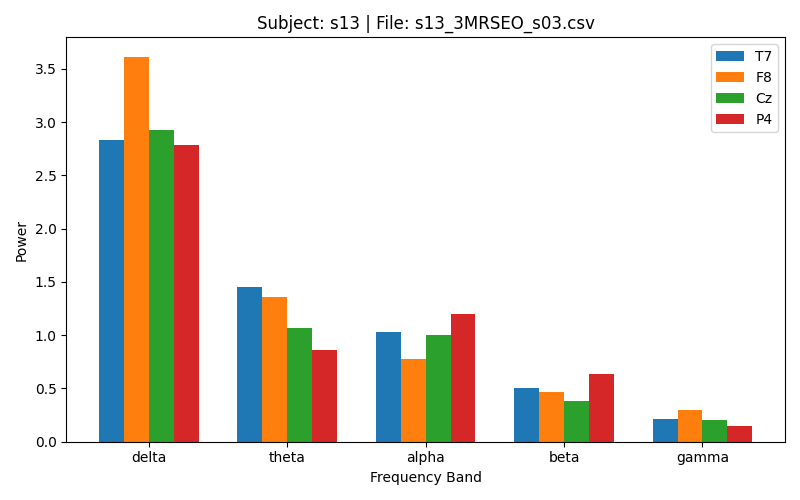 Subject: s13 | File: s13_3MRSEO_s03.csv
T7
F8
Cz
P4
Power
3.5
3.0
2.5
2.0
1.5
1.0
0.5
0.0
delta theta alpha beta gamma
Frequency Band